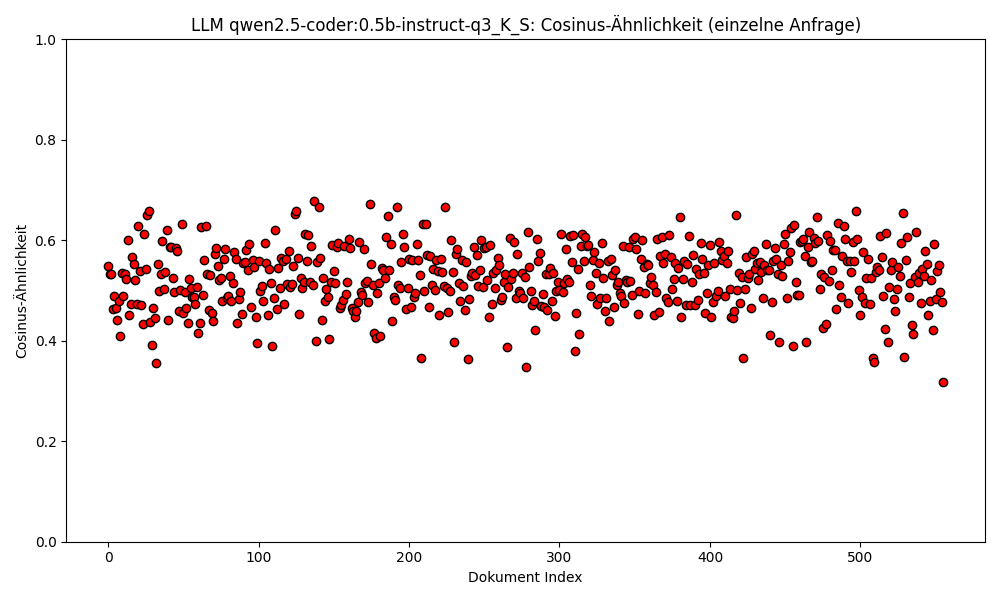 LLM qwen2.5-coder:0.5b-instruct-q3_K_S: Cosinus-Ähnlichkeit (einzelne Anfrage)
1.0
0.8
0.6
0.4
0.2
0.0
Cosinus-Ähnlichkeit
0 100 200 300 400 500
Dokument Index